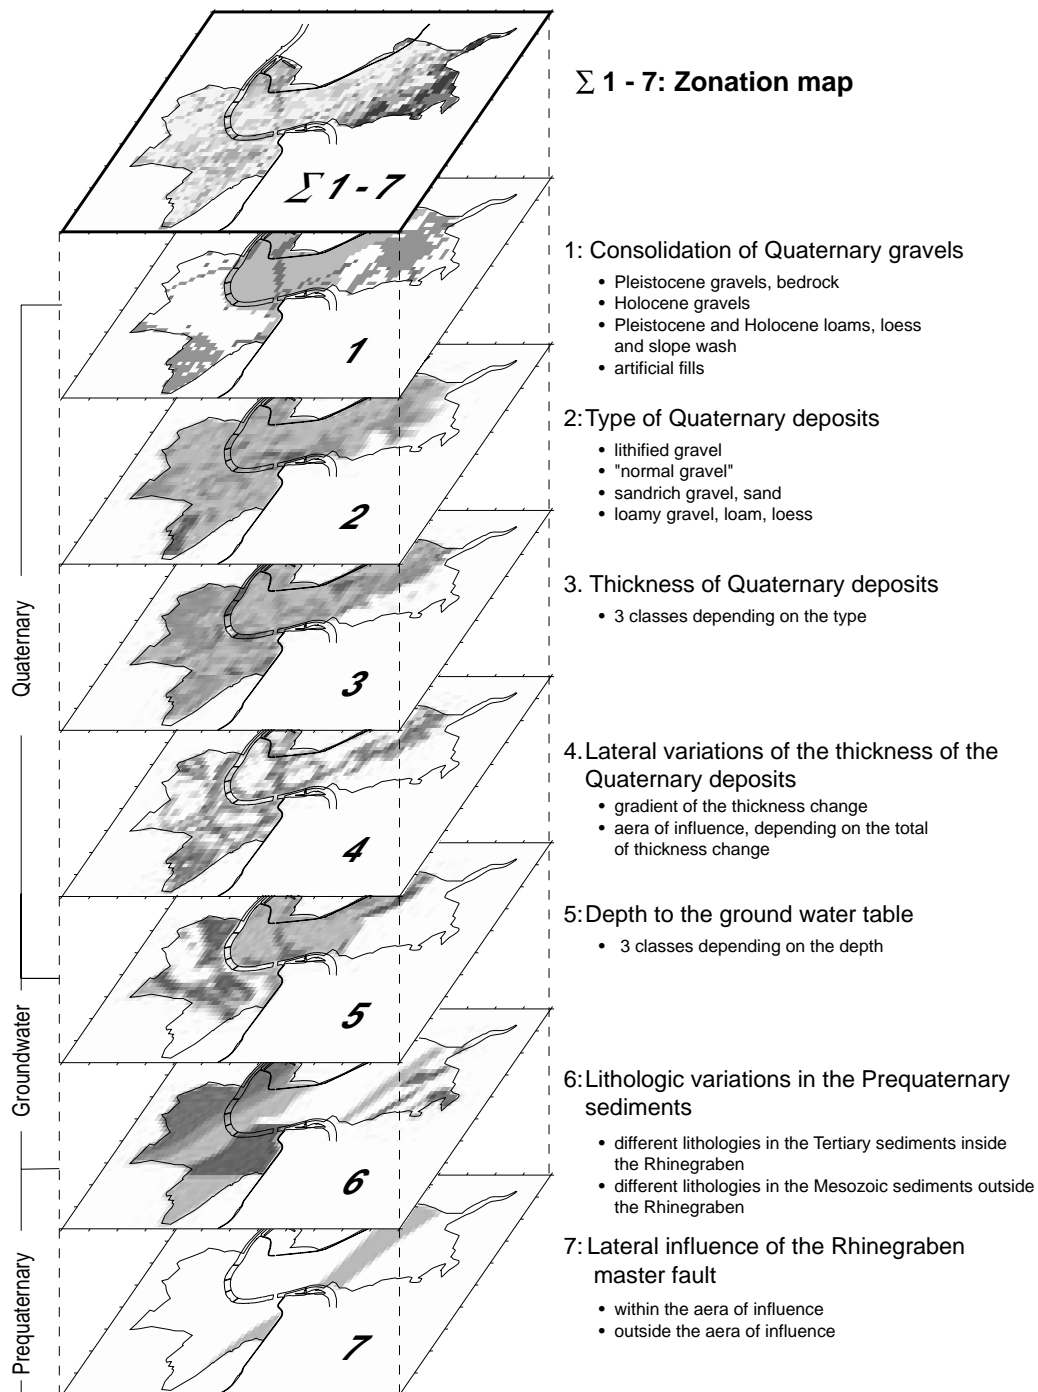 Σ 1 - 7: Zonation map
Σ 1 - 7
1: Consolidation of Quaternary gravels
• Pleistocene gravels, bedrock
• Holocene gravels
• Pleistocene and Holocene loams, loess
and slope wash
• artificial fills
1
2: Type of Quaternary deposits
• lithified gravel
• "normal gravel"
• sandrich gravel, sand
• loamy gravel, loam, loess
2
3. Thickness of Quaternary deposits
• 3 classes depending on the type
3
Quaternary
4. Lateral variations of the thickness of the
Quaternary deposits
• gradient of the thickness change
• aera of influence, depending on the total
of thickness change
4
5: Depth to the ground water table
• 3 classes depending on the depth
5
Groundwater
6: Lithologic variations in the Prequaternary
sediments
• different lithologies in the Tertiary sediments inside
the Rhinegraben
• different lithologies in the Mesozoic sediments outside
the Rhinegraben
6
7: Lateral influence of the Rhinegraben
master fault
• within the aera of influence
• outside the aera of influence
7
Prequaternary